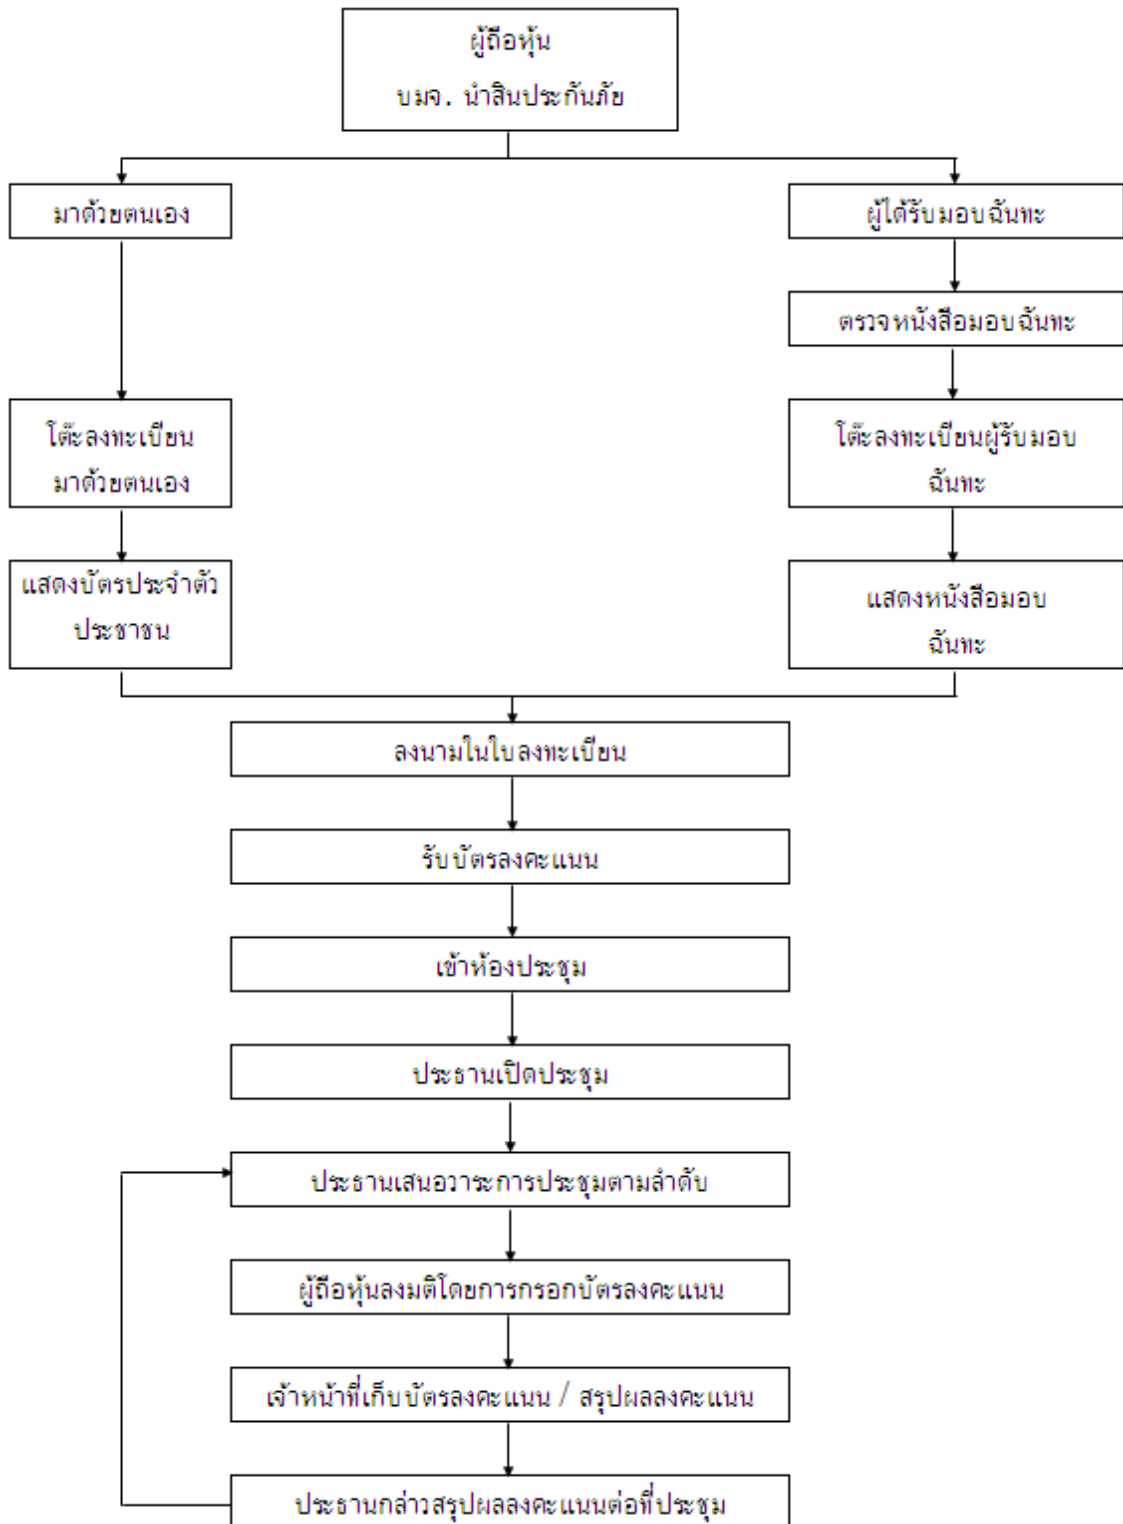 ผู้ถือหุ้น
บมจ. นำสินประกันภัย
มาด้วยตนเอง
ผู้ได้รับมอบฉันทะ
ตรวจหนังสือมอบฉันทะ
โต๊ะลงทะเบียน
มาด้วยตนเอง
โต๊ะลงทะเบียนผู้รับมอบ
ฉันทะ
แสดงบัตรประจำตัว
ประชาชน
แสดงหนังสือมอบ
ฉันทะ
ลงนามในใบลงทะเบียน
รับบัตรลงคะแนน
เข้าห้องประชุม
ประธานเปิดประชุม
ประธานเสนอวาระการประชุมตามลำดับ
ผู้ถือหุ้นลงมติโดยการกรอกบัตรลงคะแนน
เจ้าหน้าที่เก็บบัตรลงคะแนน / สรุปผลลงคะแนน
ประธานกล่าวสรุปผลลงคะแนนต่อที่ประชุม